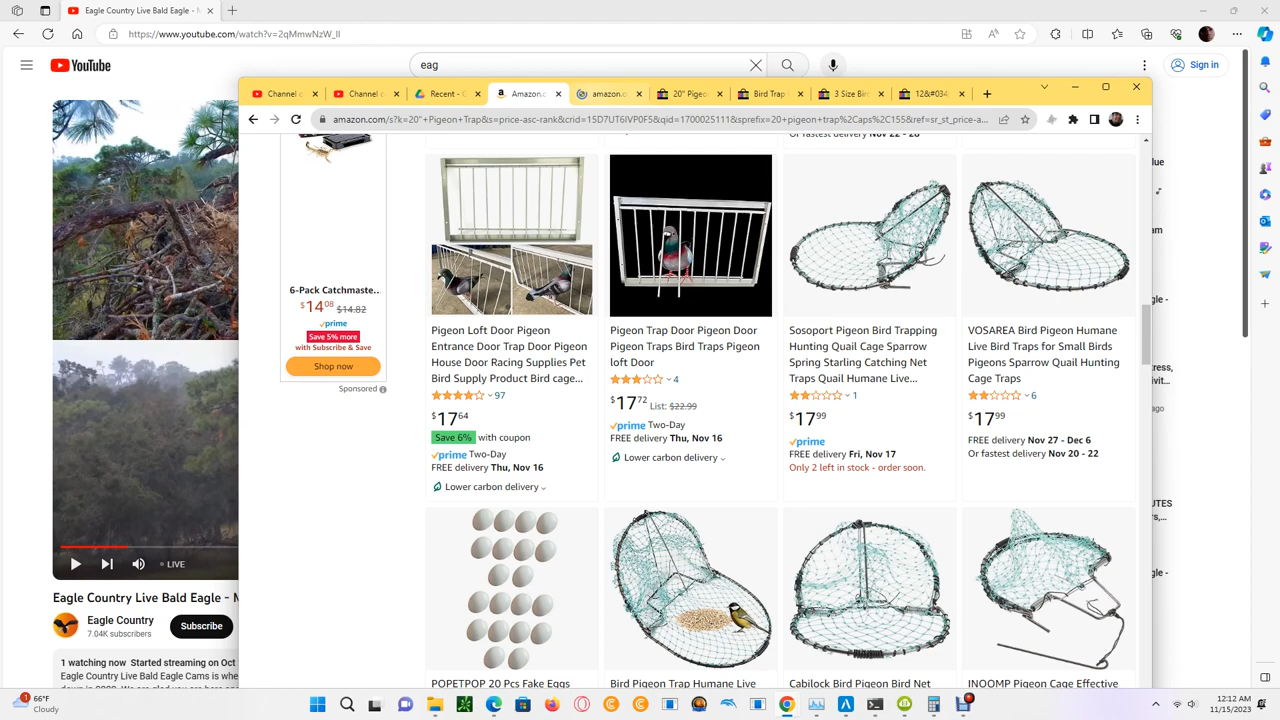 Eagle Country Live Bald Eagle - M
https://www.youtube.com/watch?v=2qMmwNzW_lI
YouTube
eag
Sign in
Channel c
Channel c
Recent - G
Amazon.c
amazon.c
20" Pigeo
Bird Trap
3 Size Bir
12&#034;
amazon.com/s?k=20"+Pigeon+Trap&s=price-asc-rank&crid=15D7UT6IVP0F5&qid=1700025111&sprefix=20+pigeon+trap%2Caps%2C155&ref=sr_st_price-a...
Or fastest delivery Nov 22 - 28
6-Pack Catchmaste...
$14.08 $14.82
prime
Save 5% more
with Subscribe & Save
Shop now
Sponsored
Pigeon Loft Door Pigeon
Entrance Door Trap Door Pigeon
House Door Racing Supplies Pet
Bird Supply Product Bird cage...
97
$17.64
Save 6% with coupon
prime Two-Day
FREE delivery Thu, Nov 16
Lower carbon delivery
Pigeon Trap Door Pigeon Door
Pigeon Traps Bird Traps Pigeon
loft Door
4
$17.72 List: $22.99
prime Two-Day
FREE delivery Thu, Nov 16
Lower carbon delivery
Sosoport Pigeon Bird Trapping
Hunting Quail Cage Sparrow
Spring Starling Catching Net
Traps Quail Humane Live...
1
$17.99
prime
FREE delivery Fri, Nov 17
Only 2 left in stock - order soon.
VOSAREA Bird Pigeon Humane
Live Bird Traps for Small Birds
Pigeons Sparrow Quail Hunting
Cage Traps
6
$17.99
FREE delivery Nov 27 - Dec 6
Or fastest delivery Nov 20 - 22
POPETPOP 20 Pcs Fake Eggs
Bird Pigeon Trap Humane Live
Cabilock Bird Pigeon Bird Net
INOOMP Pigeon Cage Effective
LIVE
Eagle Country Live Bald Eagle - M
Eagle Country
7.04K subscribers
Subscribe
1 watching now Started streaming on Oct
Eagle Country Live Bald Eagle Cams is whe
1
66°F
Cloudy
12:12 AM
11/15/2023